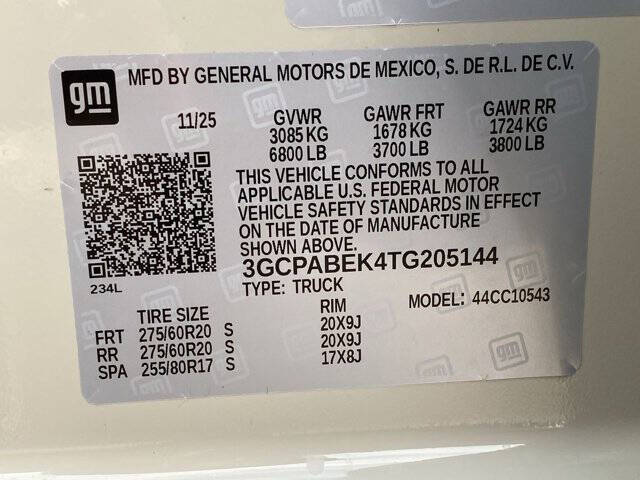 gm
MFD BY GENERAL MOTORS DE MEXICO, S. DE R.L. DE C.V.
11/25 GVWR GAWR FRT GAWR RR
3085 KG 1678 KG 1724 KG
6800 LB 3700 LB 3800 LB
THIS VEHICLE CONFORMS TO ALL
APPLICABLE U.S. FEDERAL MOTOR
VEHICLE SAFETY STANDARDS IN EFFECT
ON THE DATE OF MANUFACTURE
SHOWN ABOVE.
3GCPABEK4TG205144
234L
TYPE: TRUCK
MODEL: 44CC10543
TIRE SIZE RIM
FRT 275/60R20 S 20X9J
RR 275/60R20 S 20X9J
SPA 255/80R17 S 17X8J